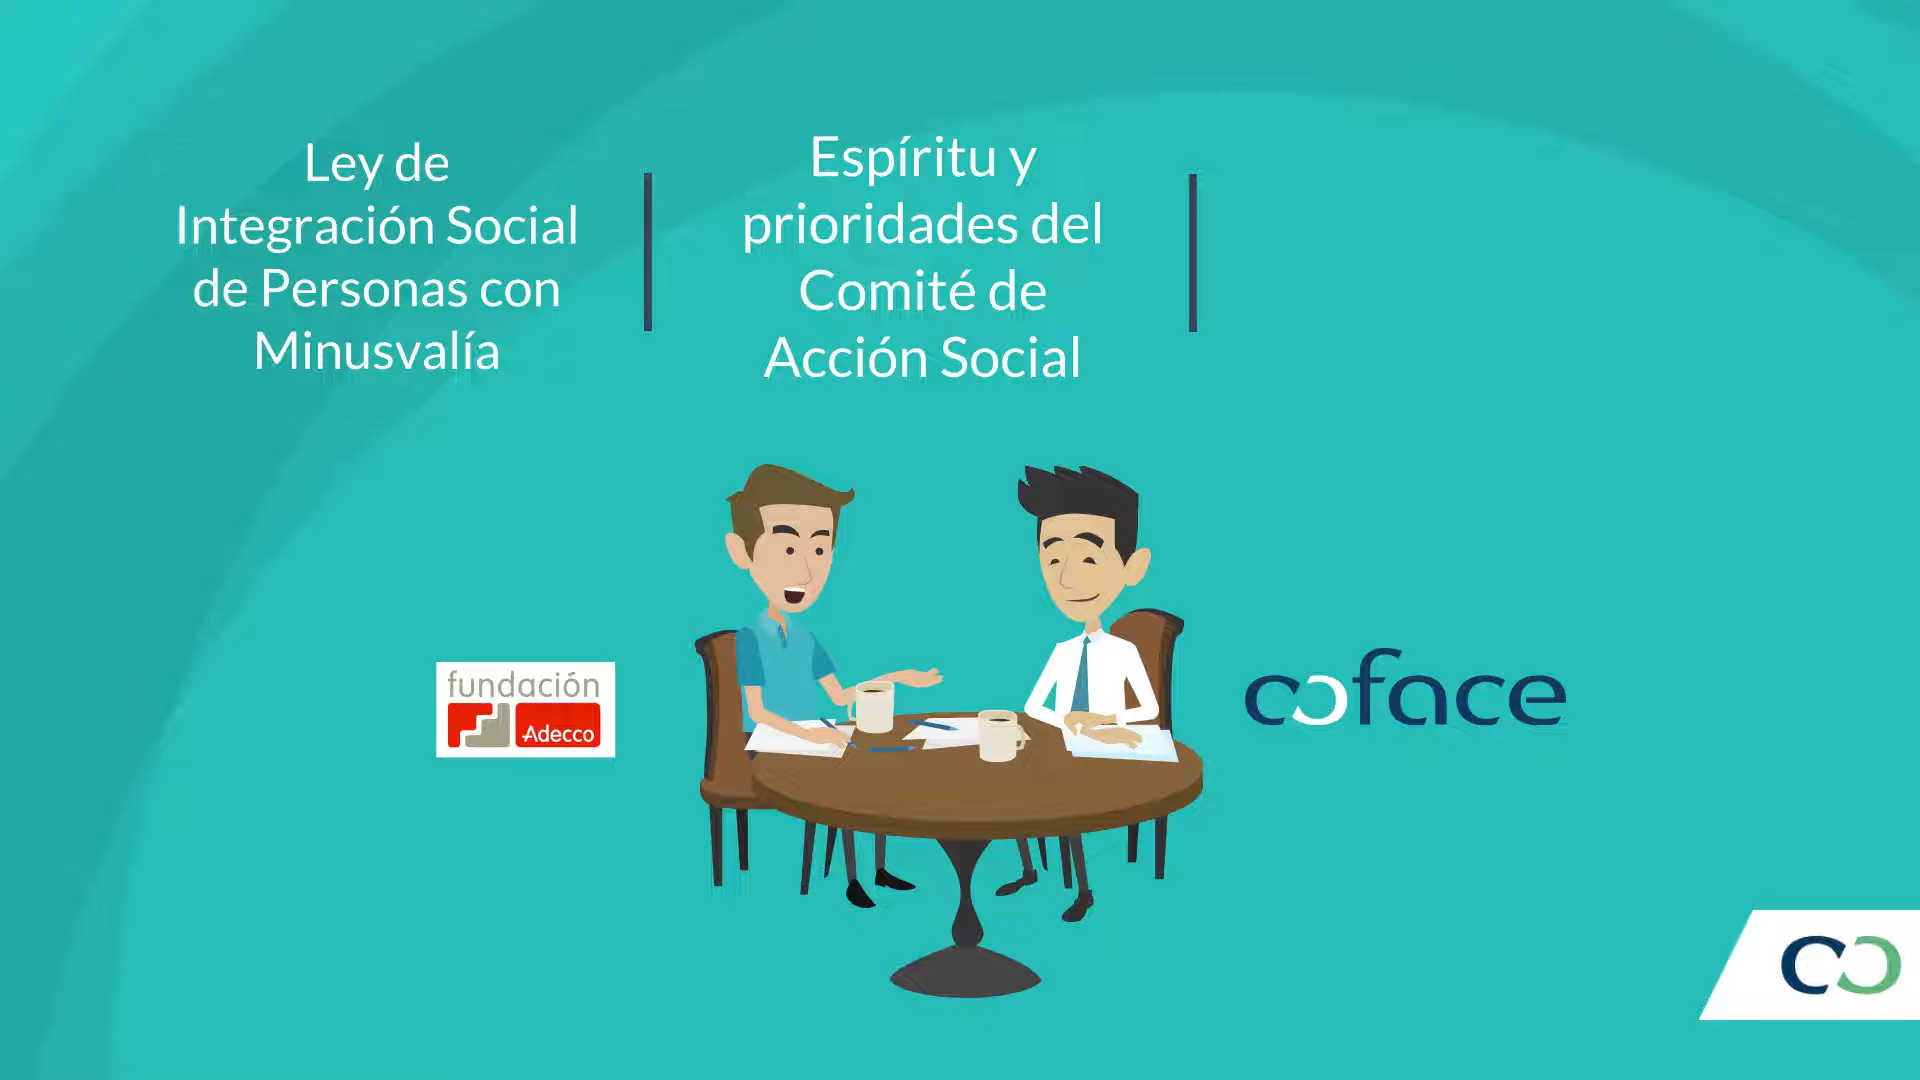 Ley de
Integración Social
de Personas con
Minusvalía
Espíritu y
prioridades del
Comité de
Acción Social
fundación
Adecco
coface